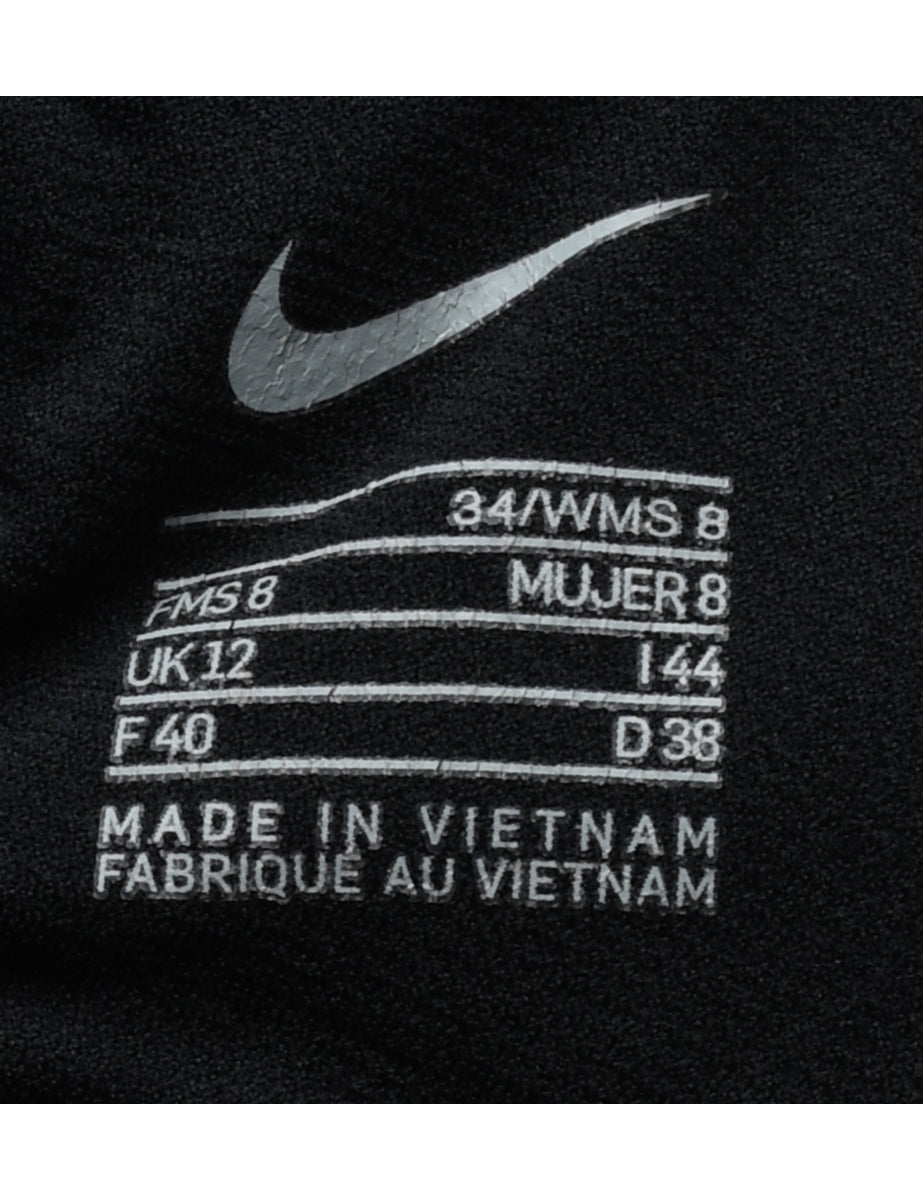 34/WMS 8
FMS 8 MUJER 8
UK 12 I 44
F 40 D 38
MADE IN VIETNAM
FABRIQUÉ AU VIETNAM